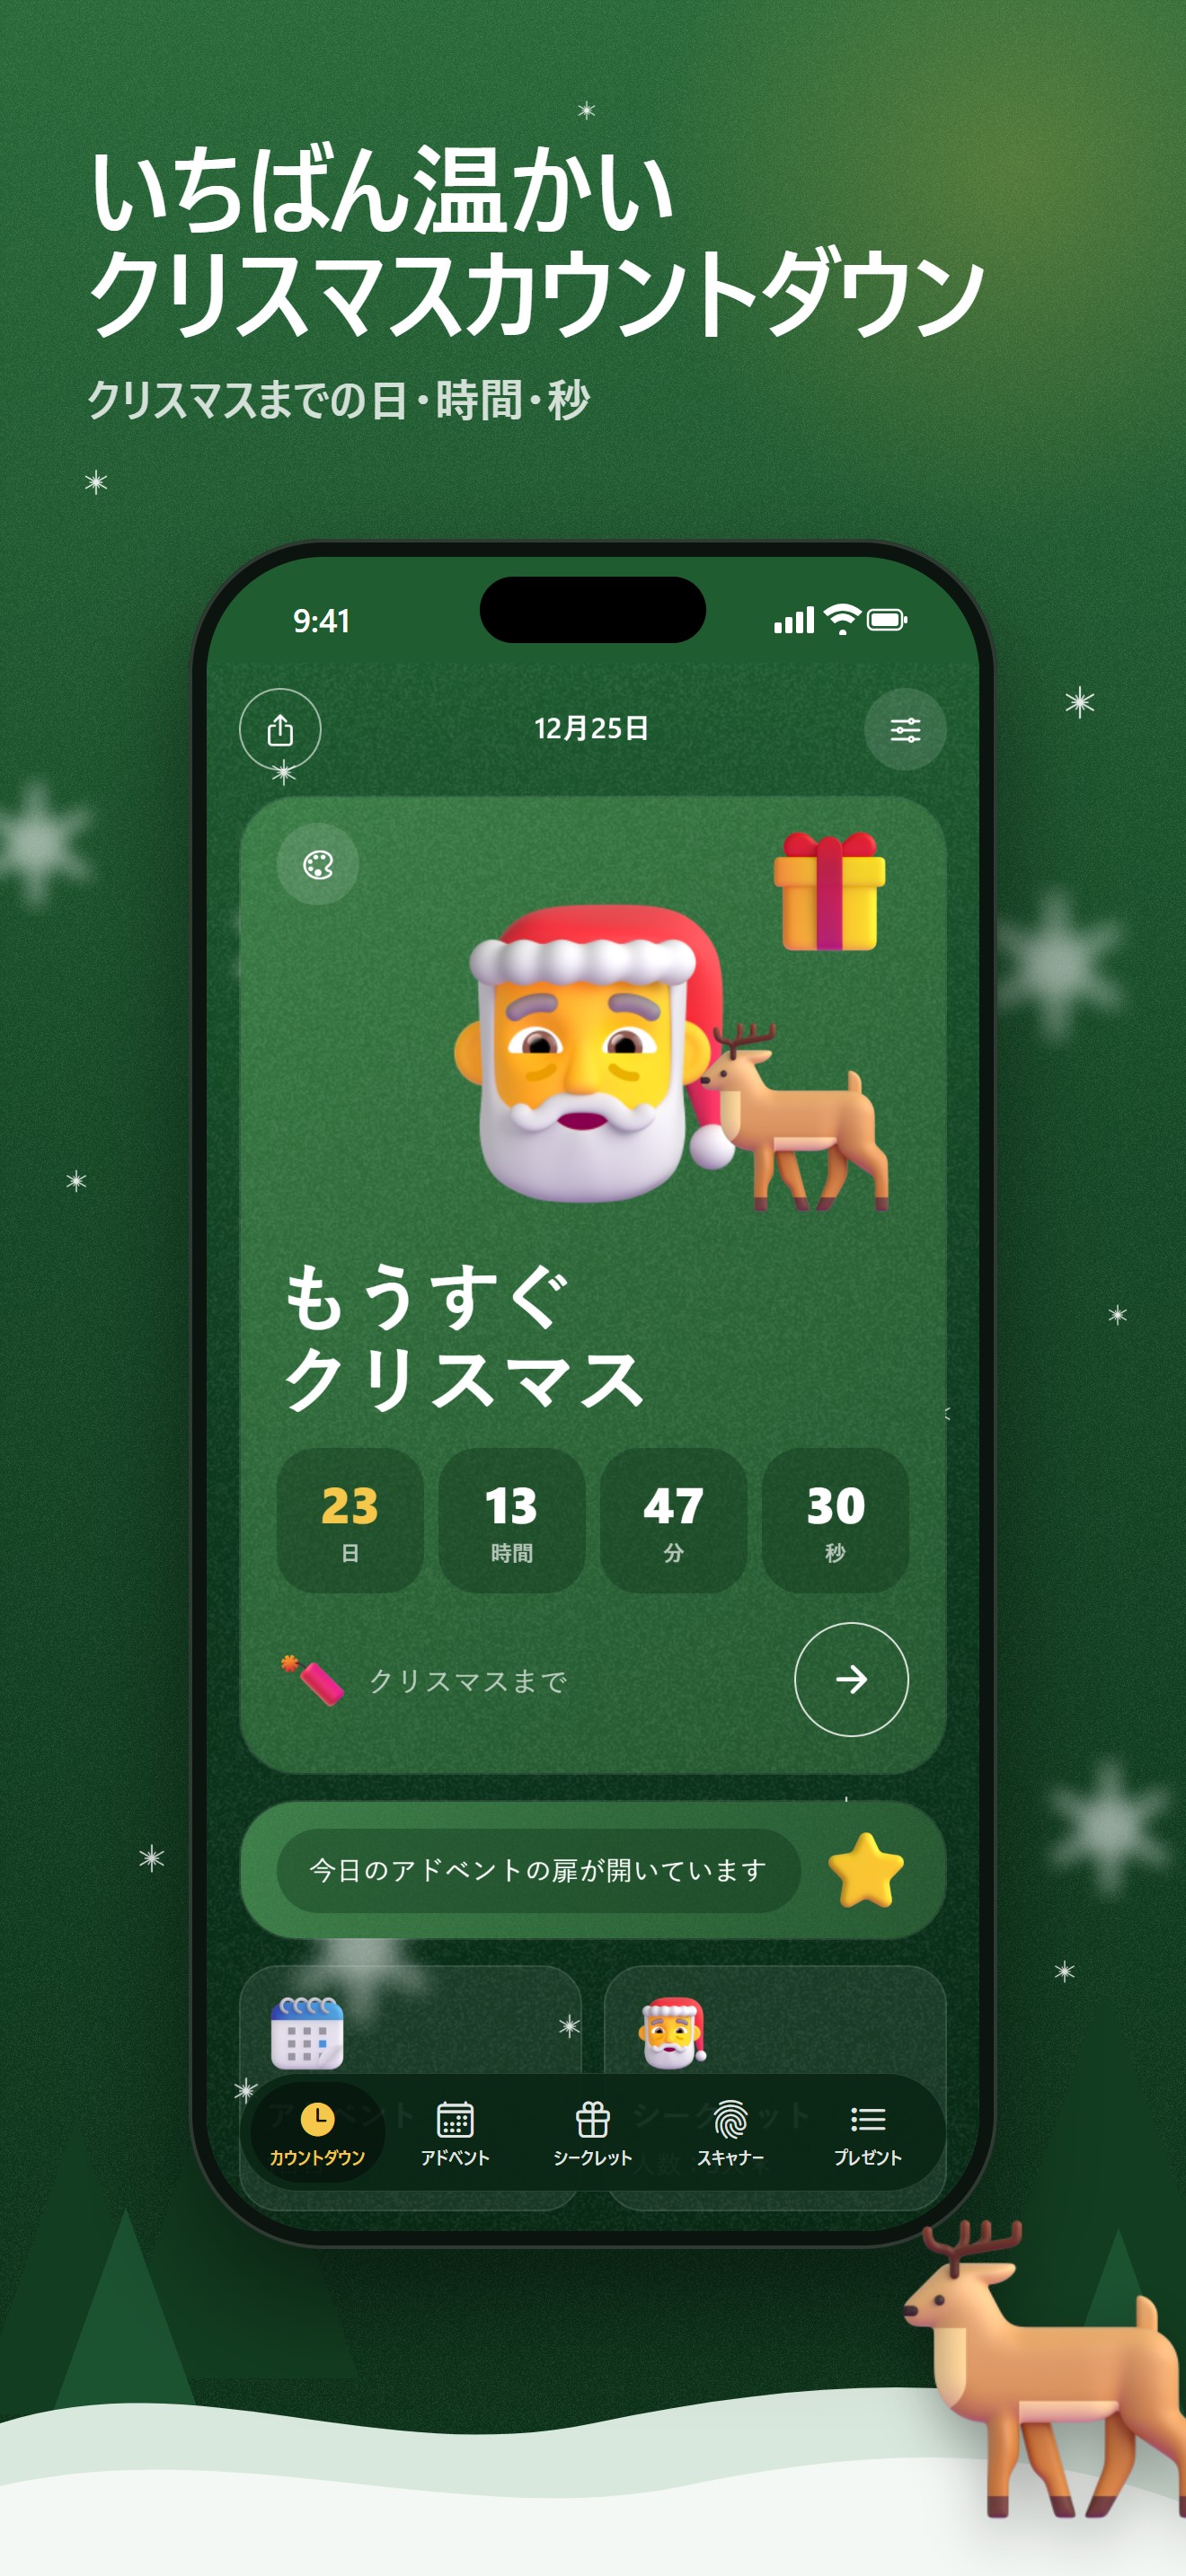 いちばん温かい
クリスマスカウントダウン
クリスマスまでの日・時間・秒
9:41
12月25日
もうすぐ
クリスマス
23 13 47 30
日 時間 分 秒
クリスマスまで
今日のアドベントの扉が開いています
カウントダウン アドベント シークレット スキャナー プレゼント